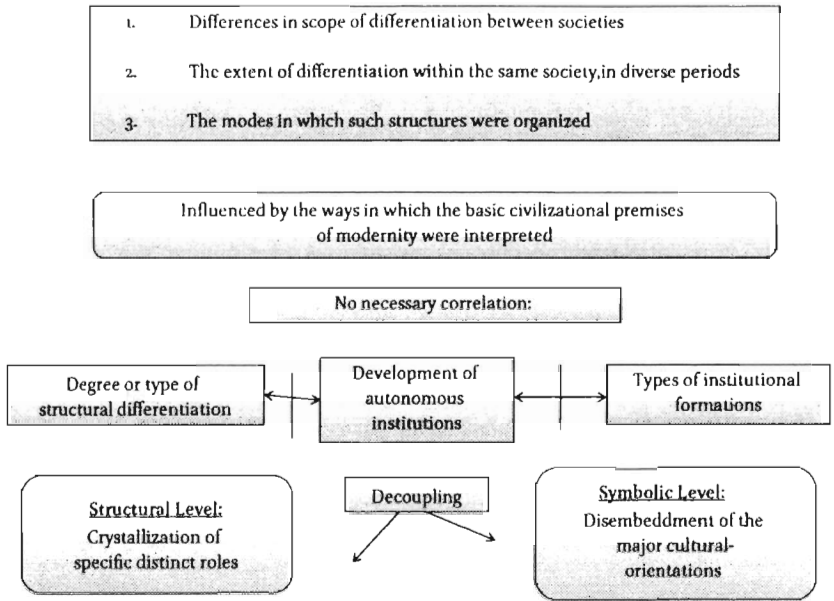 1. Differences in scope of differentiation between societies
2. The extent of differentiation within the same society,in diverse periods
3. The modes in which such structures were organized
Influenced by the ways in which the basic civilizational premises
of modernity were interpreted
No necessary correlation:
Degree or type of
structural differentiation
Development of
autonomous
institutions
Types of institutional
formations
Structural Level:
Crystallization of
specific distinct roles
Decoupling
Symbolic Level:
Disembeddment of the
major cultural-
orientations